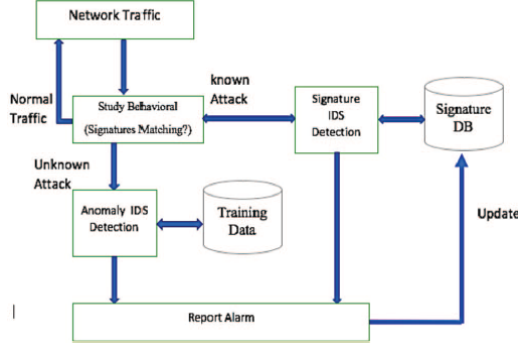 Network Traffic
Normal
Traffic
Study Behavioral
(Signatures Matching?)
known
Attack
Signature
IDS
Detection
Signature
DB
Unknown
Attack
Anomaly IDS
Detection
Training
Data
Update
Report Alarm